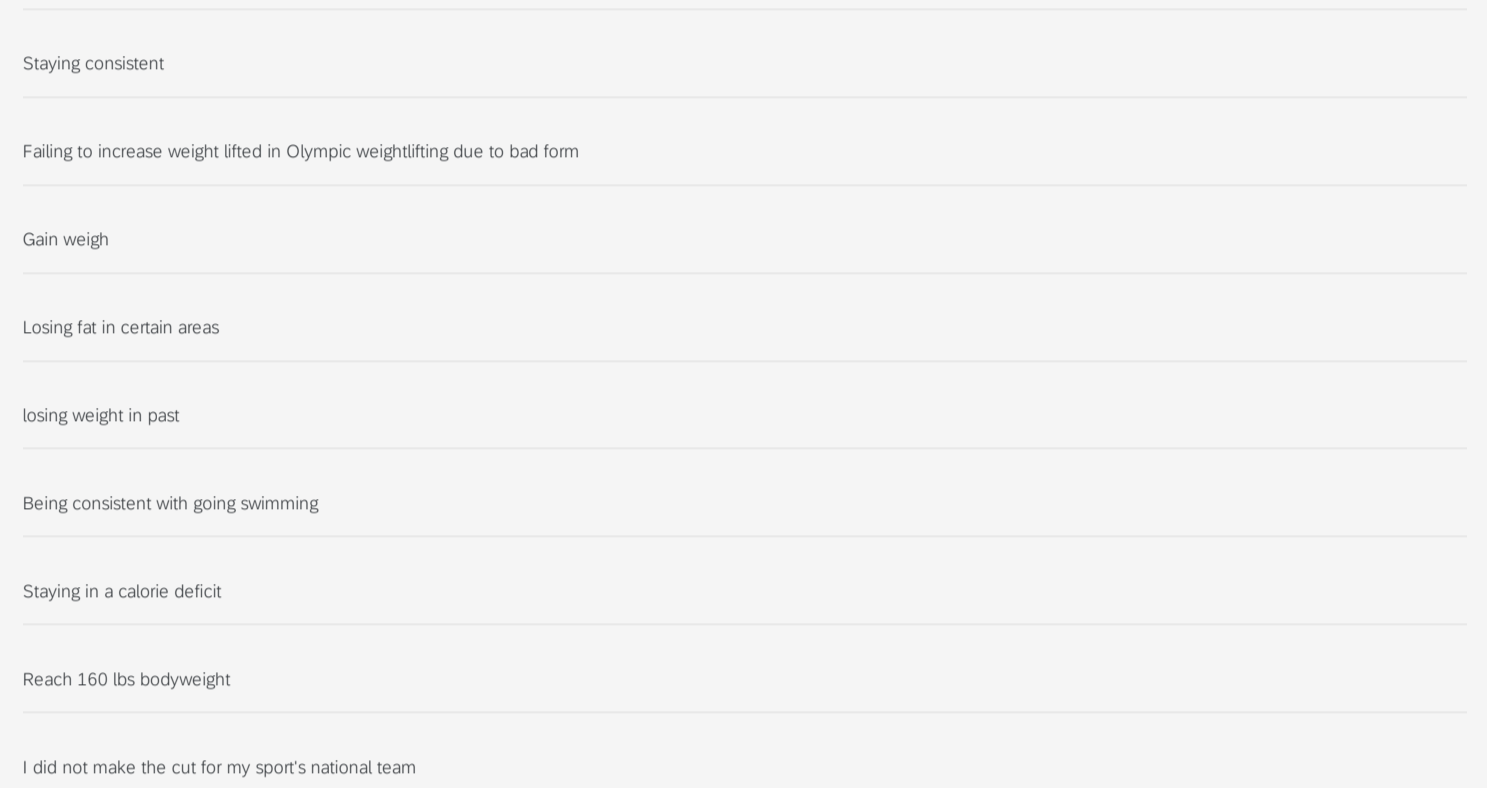 Staying consistent
Failing to increase weight lifted in Olympic weightlifting due to bad form
Gain weigh
Losing fat in certain areas
losing weight in past
Being consistent with going swimming
Staying in a calorie deficit
Reach 160 lbs bodyweight
I did not make the cut for my sport's national team